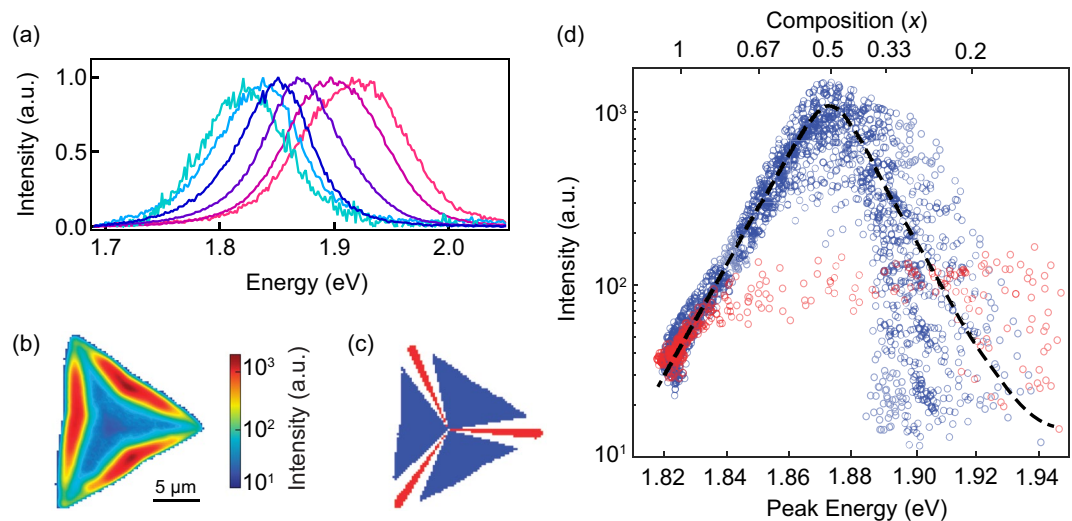 (a)
Intensity (a.u.)
1.0
0.5
0.0
1.7
1.8
1.9
2.0
Energy (eV)
(b)
5 μm
10³
10²
10¹
Intensity (a.u.)
(c)
(d)
Composition (x)
1
0.67
0.5
0.33
0.2
Intensity (a.u.)
10³
10²
10¹
1.82
1.84
1.86
1.88
1.90
1.92
1.94
Peak Energy (eV)